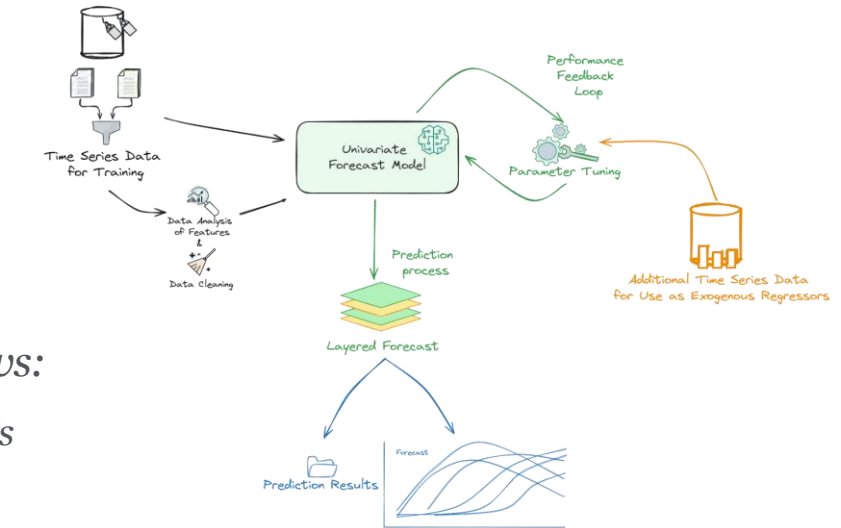 Performance
Feedback
Loop
Univariate
Forecast Model
Time Series Data
for Training
Parameter Tuning
Data Analysis
of Features
&
Data Cleaning
Prediction
process
Additional Time Series Data
for Use as Exogenous Regressors
Layered Forecast
Forecast
Prediction Results